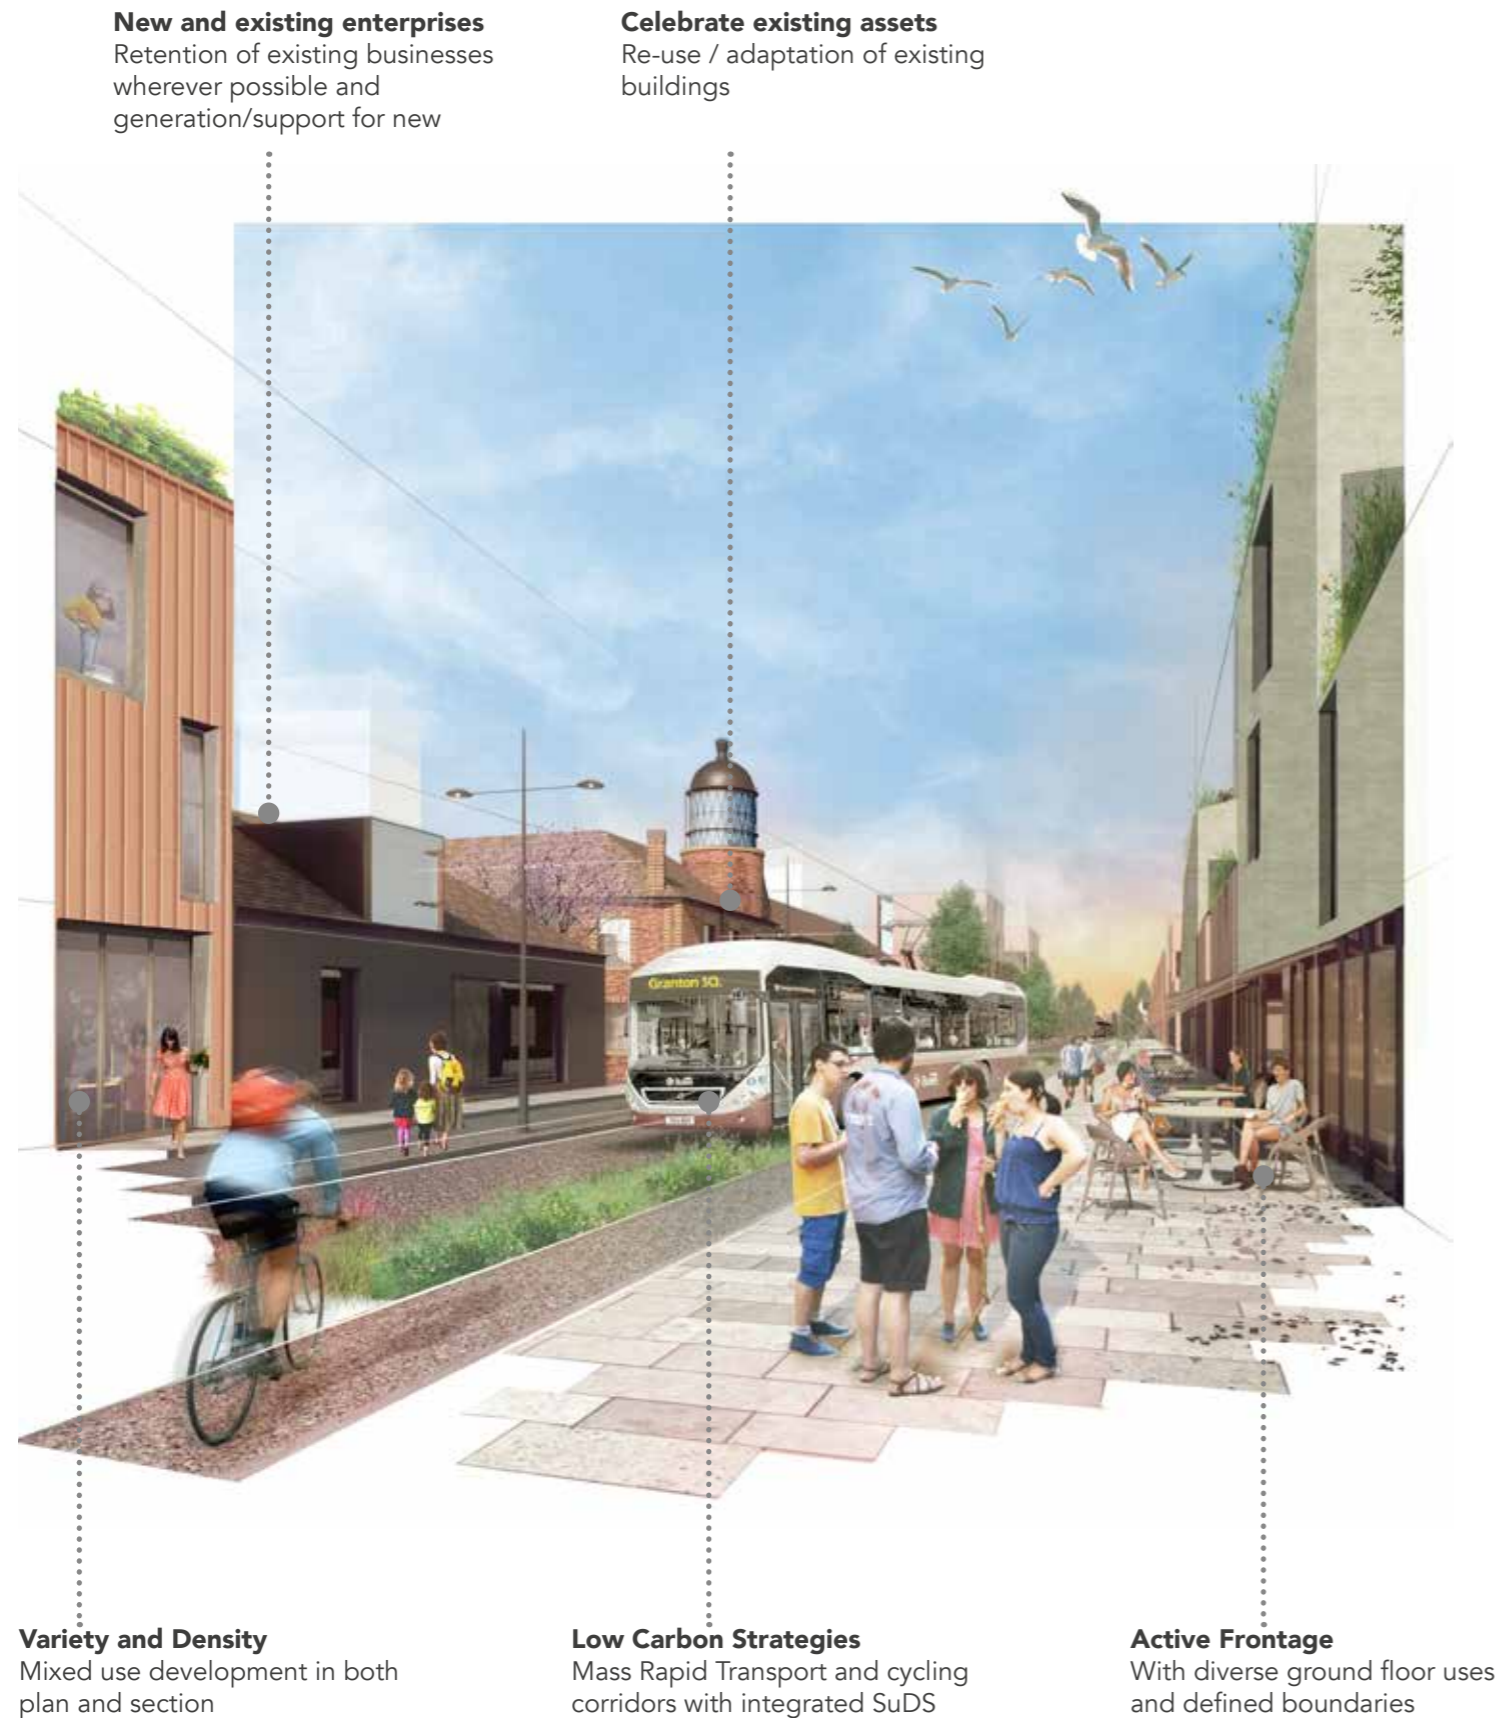 New and existing enterprises
Retention of existing businesses
wherever possible and
generation/support for new
Celebrate existing assets
Re-use / adaptation of existing
buildings
Granton SQ.
Variety and Density
Mixed use development in both
plan and section
Low Carbon Strategies
Mass Rapid Transport and cycling
corridors with integrated SuDS
Active Frontage
With diverse ground floor uses
and defined boundaries